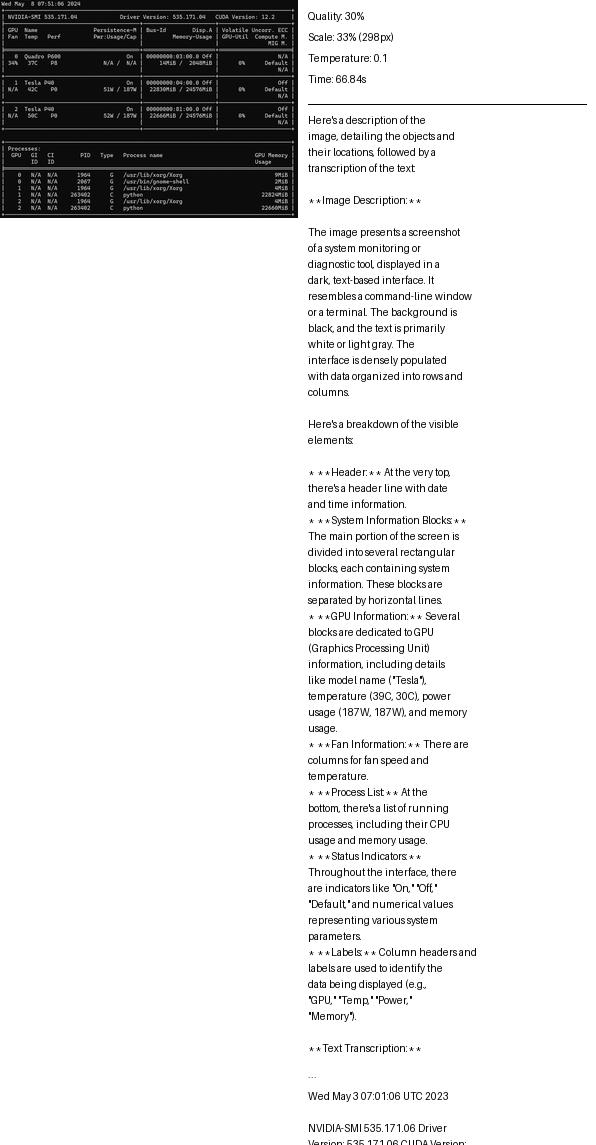 Wed May  8 07:51:06 2024
NVIDIA-SMI 535.171.04 Driver Version: 535.171.04 CUDA Version: 12.2
GPU Name Persistence-M | Bus-Id Disp.A | Volatile Uncorr. ECC
Fan Temp Perf Pwr:Usage/Cap | Memory-Usage | GPU-Util Compute M.
MIG M.
0 Quadro P600 On | 00000000:03:00.0 Off | N/A
34% 37C P8 N/A / N/A | 14MiB / 2048MiB | 0% Default
N/A
1 Tesla P40 On | 00000000:04:00.0 Off | Off
N/A 42C P0 51W / 187W | 22830MiB / 24576MiB | 0% Default
N/A
2 Tesla P40 On | 00000000:81:00.0 Off | Off
N/A 50C P0 52W / 187W | 22666MiB / 24576MiB | 0% Default
N/A
Processes:
GPU GI CI PID Type Process name GPU Memory
ID ID Usage
0 N/A N/A 1964 G /usr/lib/xorg/Xorg 9MiB
0 N/A N/A 2067 G /usr/bin/gnome-shell 2MiB
1 N/A N/A 1964 G /usr/lib/xorg/Xorg 4MiB
1 N/A N/A 263402 C python 22824MiB
2 N/A N/A 1964 G /usr/lib/xorg/Xorg 4MiB
2 N/A N/A 263402 C python 22660MiB
Quality: 30%
Scale: 33% (298px)
Temperature: 0.1
Time: 66.84s
Here's a description of the
image, detailing the objects and
their locations, followed by a
transcription of the text:
**Image Description:**
The image presents a screenshot
of a system monitoring or
diagnostic tool, displayed in a
dark, text-based interface. It
resembles a command-line window
or a terminal. The background is
black, and the text is primarily
white or light gray. The
interface is densely populated
with data organized into rows and
columns.
Here's a breakdown of the visible
elements:
* **Header:** At the very top,
there's a header line with date
and time information.
* **System Information Blocks:**
The main portion of the screen is
divided into several rectangular
blocks, each containing system
information. These blocks are
separated by horizontal lines.
* **GPU Information:** Several
blocks are dedicated to GPU
(Graphics Processing Unit)
information, including details
like model name ("Tesla"),
temperature (39C, 30C), power
usage (187W, 187W), and memory
usage.
* **Fan Information:** There are
columns for fan speed and
temperature.
* **Process List:** At the
bottom, there's a list of running
processes, including their CPU
usage and memory usage.
* **Status Indicators:**
Throughout the interface, there
are indicators like "On," "Off,"
"Default," and numerical values
representing various system
parameters.
* **Labels:** Column headers and
labels are used to identify the
data being displayed (e.g.,
"GPU," "Temp," "Power,"
"Memory").
**Text Transcription:**
```
Wed May 3 07:01:06 UTC 2023
NVIDIA-SMI 535.171.06 Driver
Version: 535.171.06 CUDA Version: